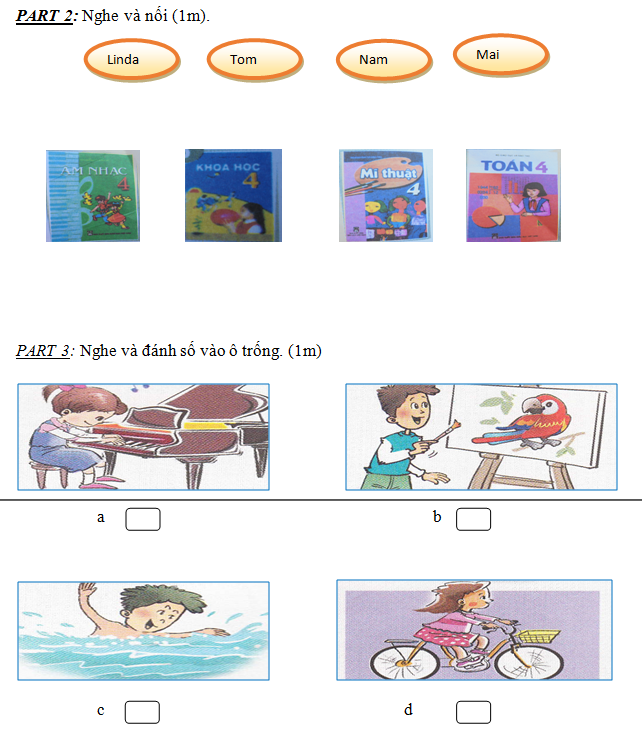 PART 2: Nghe và nối (1m).
Linda Tom Nam Mai
ÂM NHẠC 4
KHOA HỌC 4
Mĩ thuật 4
TOÁN 4
PART 3: Nghe và đánh số vào ô trống. (1m)
a b
c d